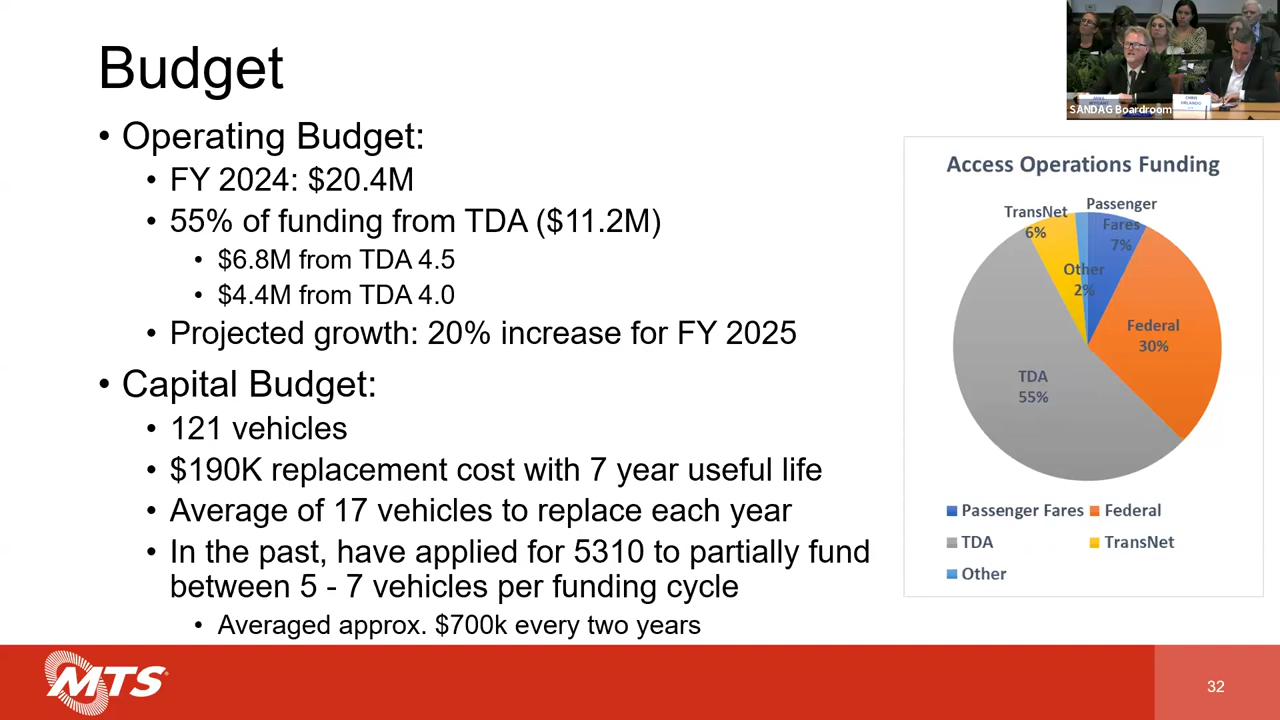 Budget
• Operating Budget:
• FY 2024: $20.4M
• 55% of funding from TDA ($11.2M)
• $6.8M from TDA 4.5
• $4.4M from TDA 4.0
• Projected growth: 20% increase for FY 2025
• Capital Budget:
• 121 vehicles
• $190K replacement cost with 7 year useful life
• Average of 17 vehicles to replace each year
• In the past, have applied for 5310 to partially fund
between 5 - 7 vehicles per funding cycle
• Averaged approx. $700k every two years
CHRIS
ORLANDO
SANDAG Boardroom
Access Operations Funding
TransNet
6%
Passenger
Fares
7%
Other
2%
Federal
30%
TDA
55%
Passenger Fares
Federal
TDA
TransNet
Other
MTS
32